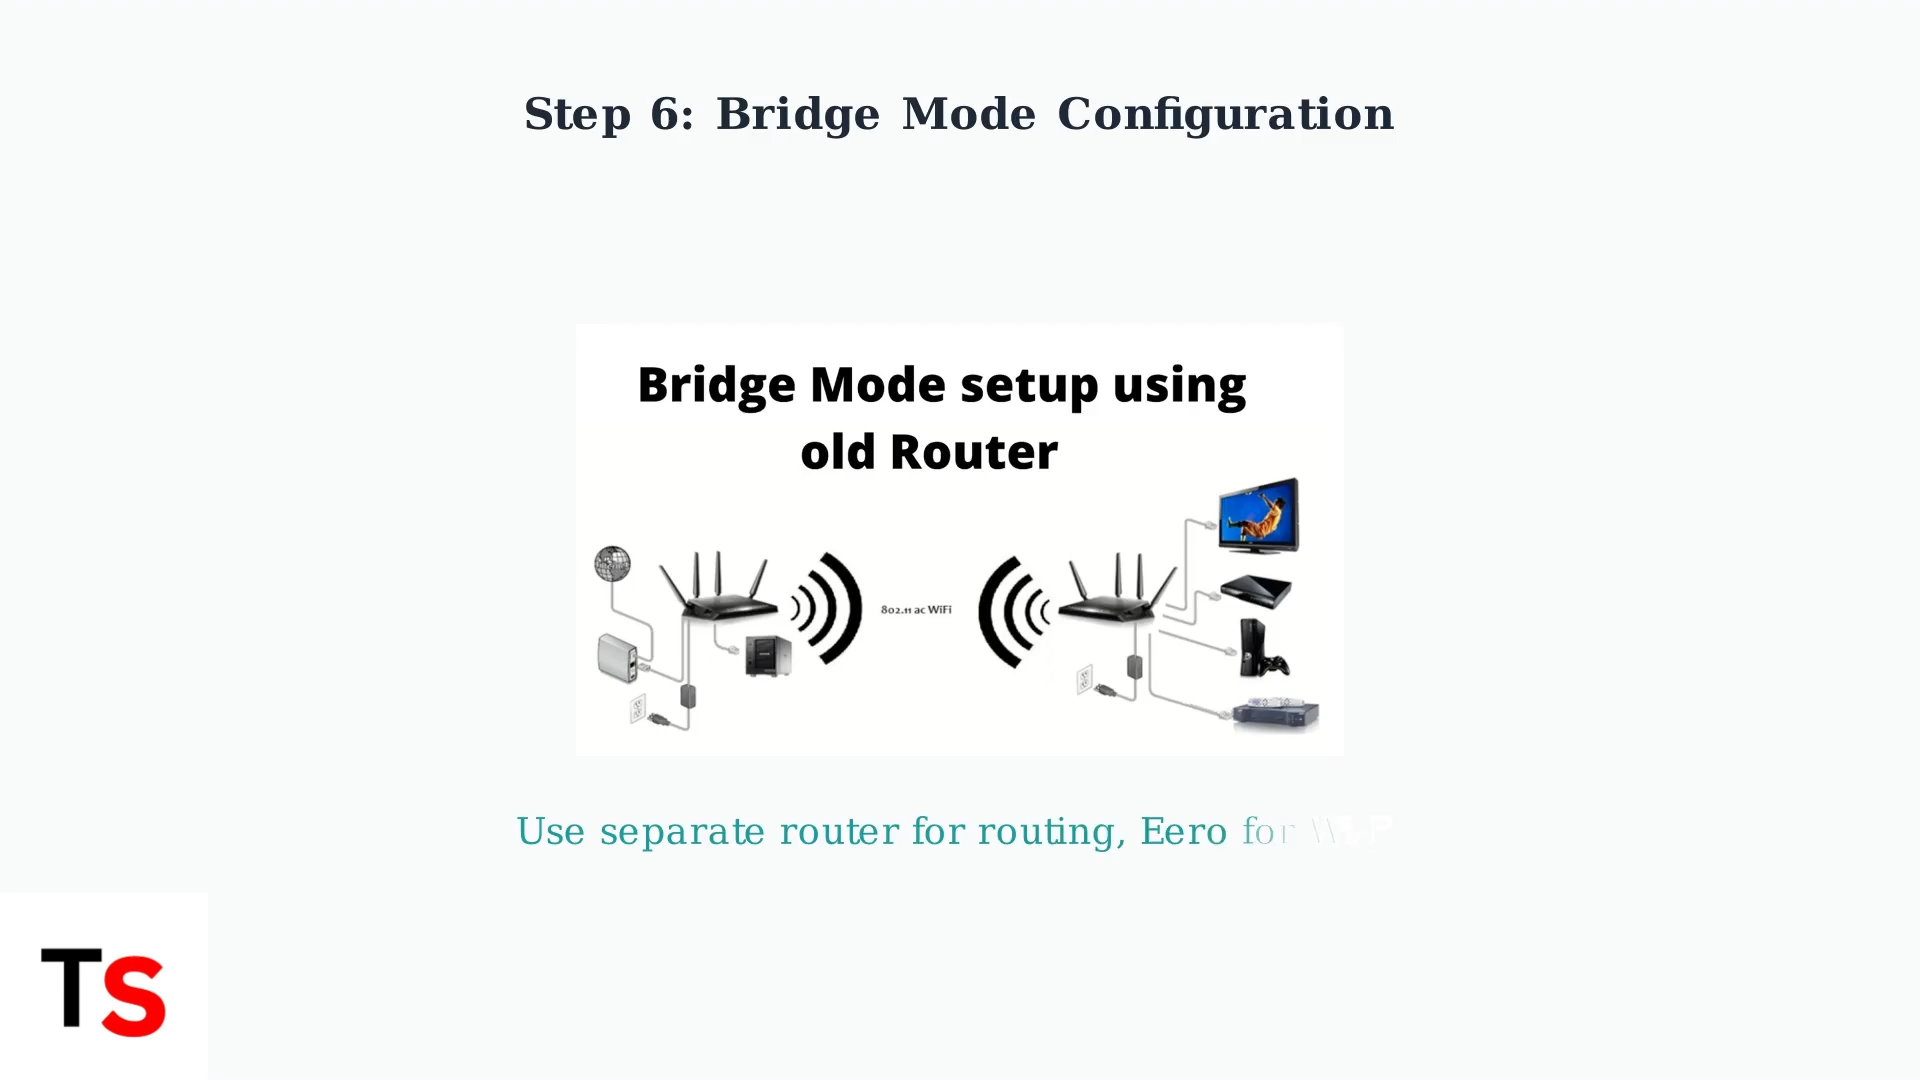 Step 6: Bridge Mode Configuration
Bridge Mode setup using
old Router
802.11 ac WiFi
Use separate router for routing, Eero for
TS